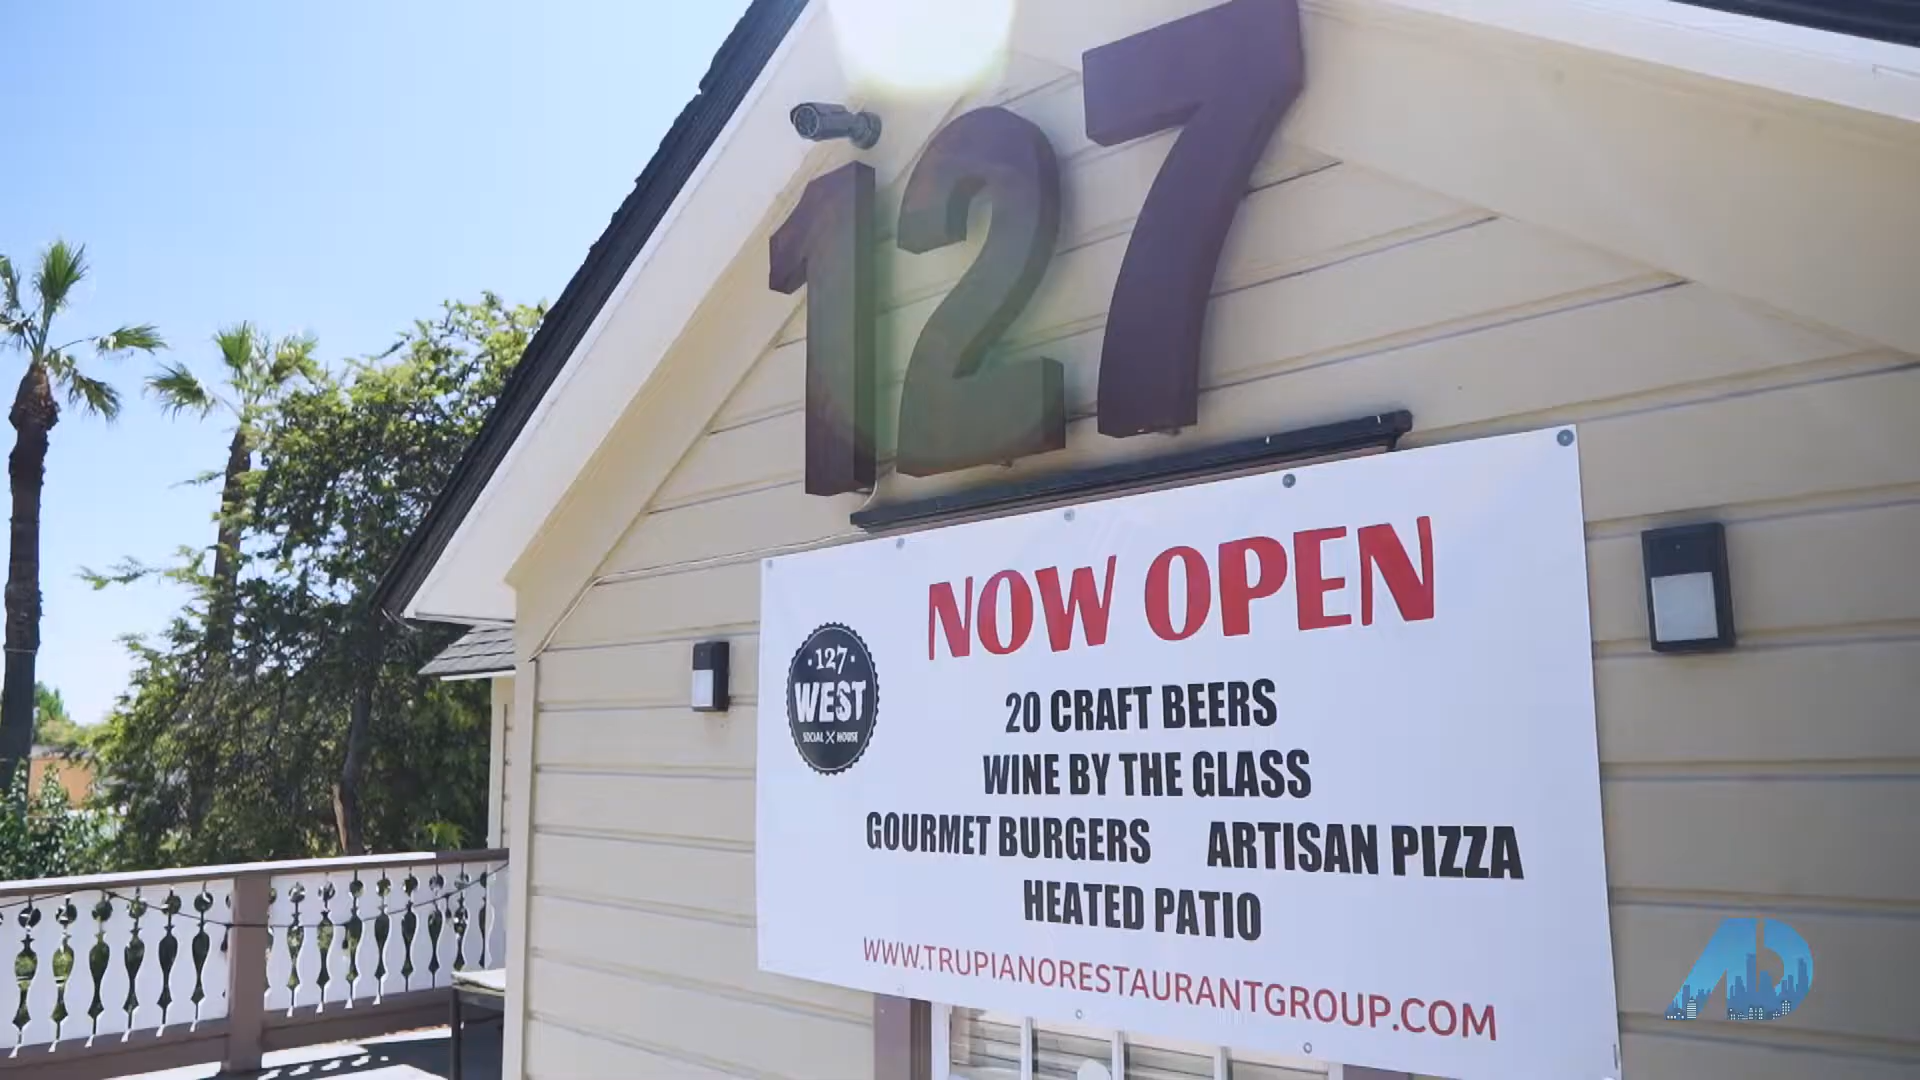 127
NOW OPEN
·127·
WEST
SOCIAL HOUSE
20 CRAFT BEERS
WINE BY THE GLASS
GOURMET BURGERS ARTISAN PIZZA
HEATED PATIO
WWW.TRUPIANORESTAURANTGROUP.COM
AD